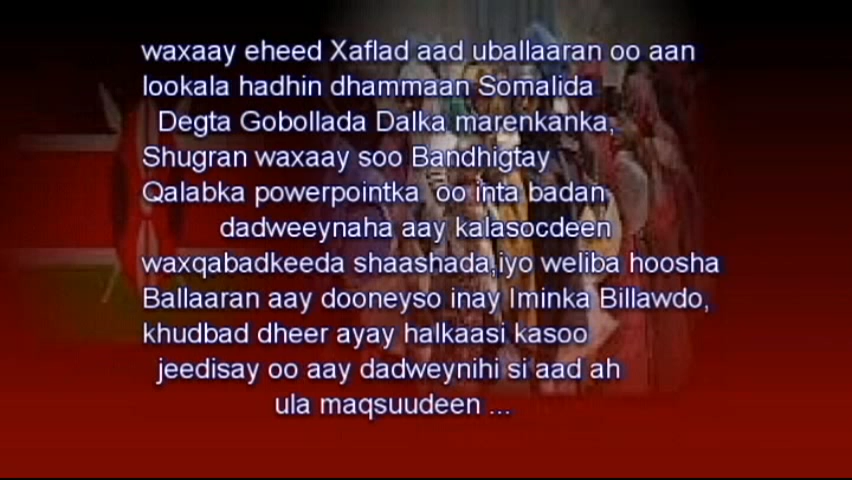 waxaay eheed Xaflad aad uballaaran oo aan
lookala hadhin dhammaan Somalida
Degta Gobollada Dalka marenkanka,
Shugran waxaay soo Bandhigtay
Qalabka powerpointka oo inta badan
dadweeynaha aay kalasocdeen
waxqabadkeeda shaashada,iyo weliba hoosha
Ballaaran aay dooneyso inay Iminka Billawdo,
khudbad dheer ayay halkaasi kasoo
jeedisay oo aay dadweynihi si aad ah
ula maqsuudeen ...